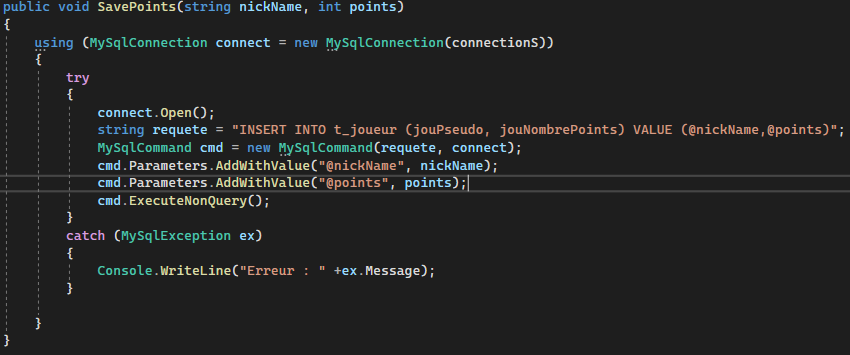 public void SavePoints(string nickName, int points)
{
    using (MySqlConnection connect = new MySqlConnection(connectionS))
    {
        try
        {
            connect.Open();
            string requete = "INSERT INTO t_joueur (jouPseudo, jouNombrePoints) VALUE (@nickName,@points)";
            MySqlCommand cmd = new MySqlCommand(requete, connect);
            cmd.Parameters.AddWithValue("@nickName", nickName);
            cmd.Parameters.AddWithValue("@points", points);
            cmd.ExecuteNonQuery();
        }
        catch (MySqlException ex)
        {
            Console.WriteLine("Erreur : " +ex.Message);
        }

    }
}